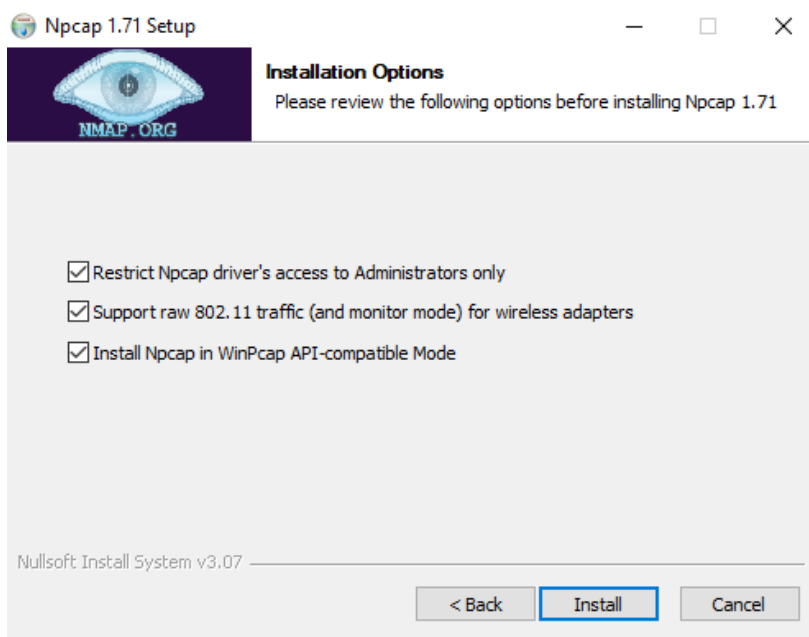 Npcap 1.71 Setup
NMAP.ORG
Installation Options
Please review the following options before installing Npcap 1.71
Restrict Npcap driver's access to Administrators only
Support raw 802.11 traffic (and monitor mode) for wireless adapters
Install Npcap in WinPcap API-compatible Mode
Nullsoft Install System v3.07
< Back
Install
Cancel